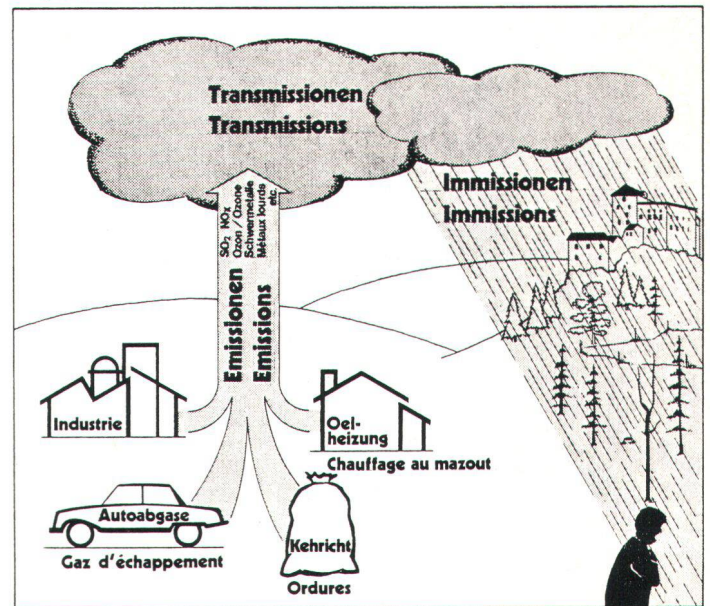 Transmissionen
Transmissions
Immissionen
Immissions
SO₂ NOx
Ozon / Ozone
Schwermetalle
Métaux lourds
etc.
Emissionen
Emissions
Industrie
Oel-
heizung
Chauffage au mazout
Autoabgase
Gaz d'échappement
Kehricht
Ordures